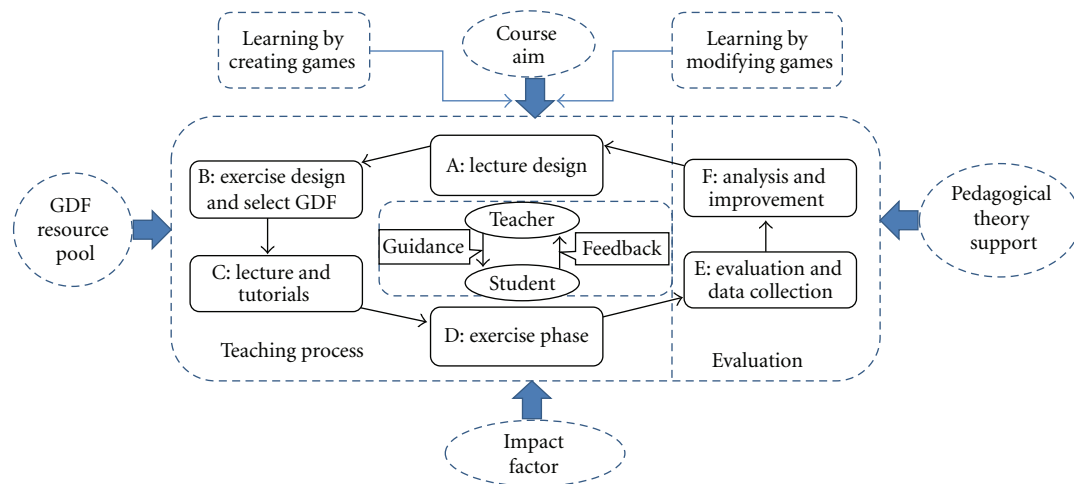 Learning by
creating games
Course
aim
Learning by
modifying games
A: lecture design
B: exercise design
and select GDF
F: analysis and
improvement
GDF
resource
pool
Teacher
Guidance
Feedback
Student
Pedagogical
theory
support
C: lecture and
tutorials
E: evaluation and
data collection
D: exercise phase
Teaching process
Evaluation
Impact
factor